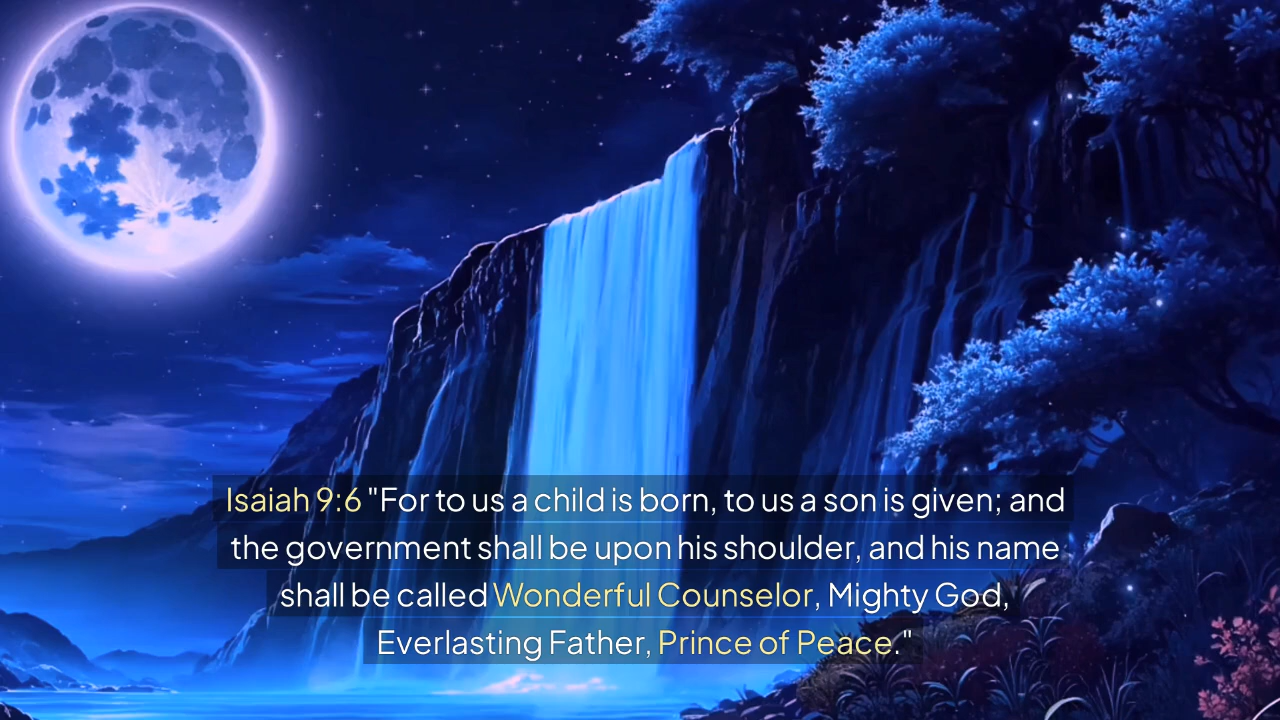 Isaiah 9:6 "For to us a child is born, to us a son is given; and
the government shall be upon his shoulder, and his name
shall be called Wonderful Counselor, Mighty God,
Everlasting Father, Prince of Peace."